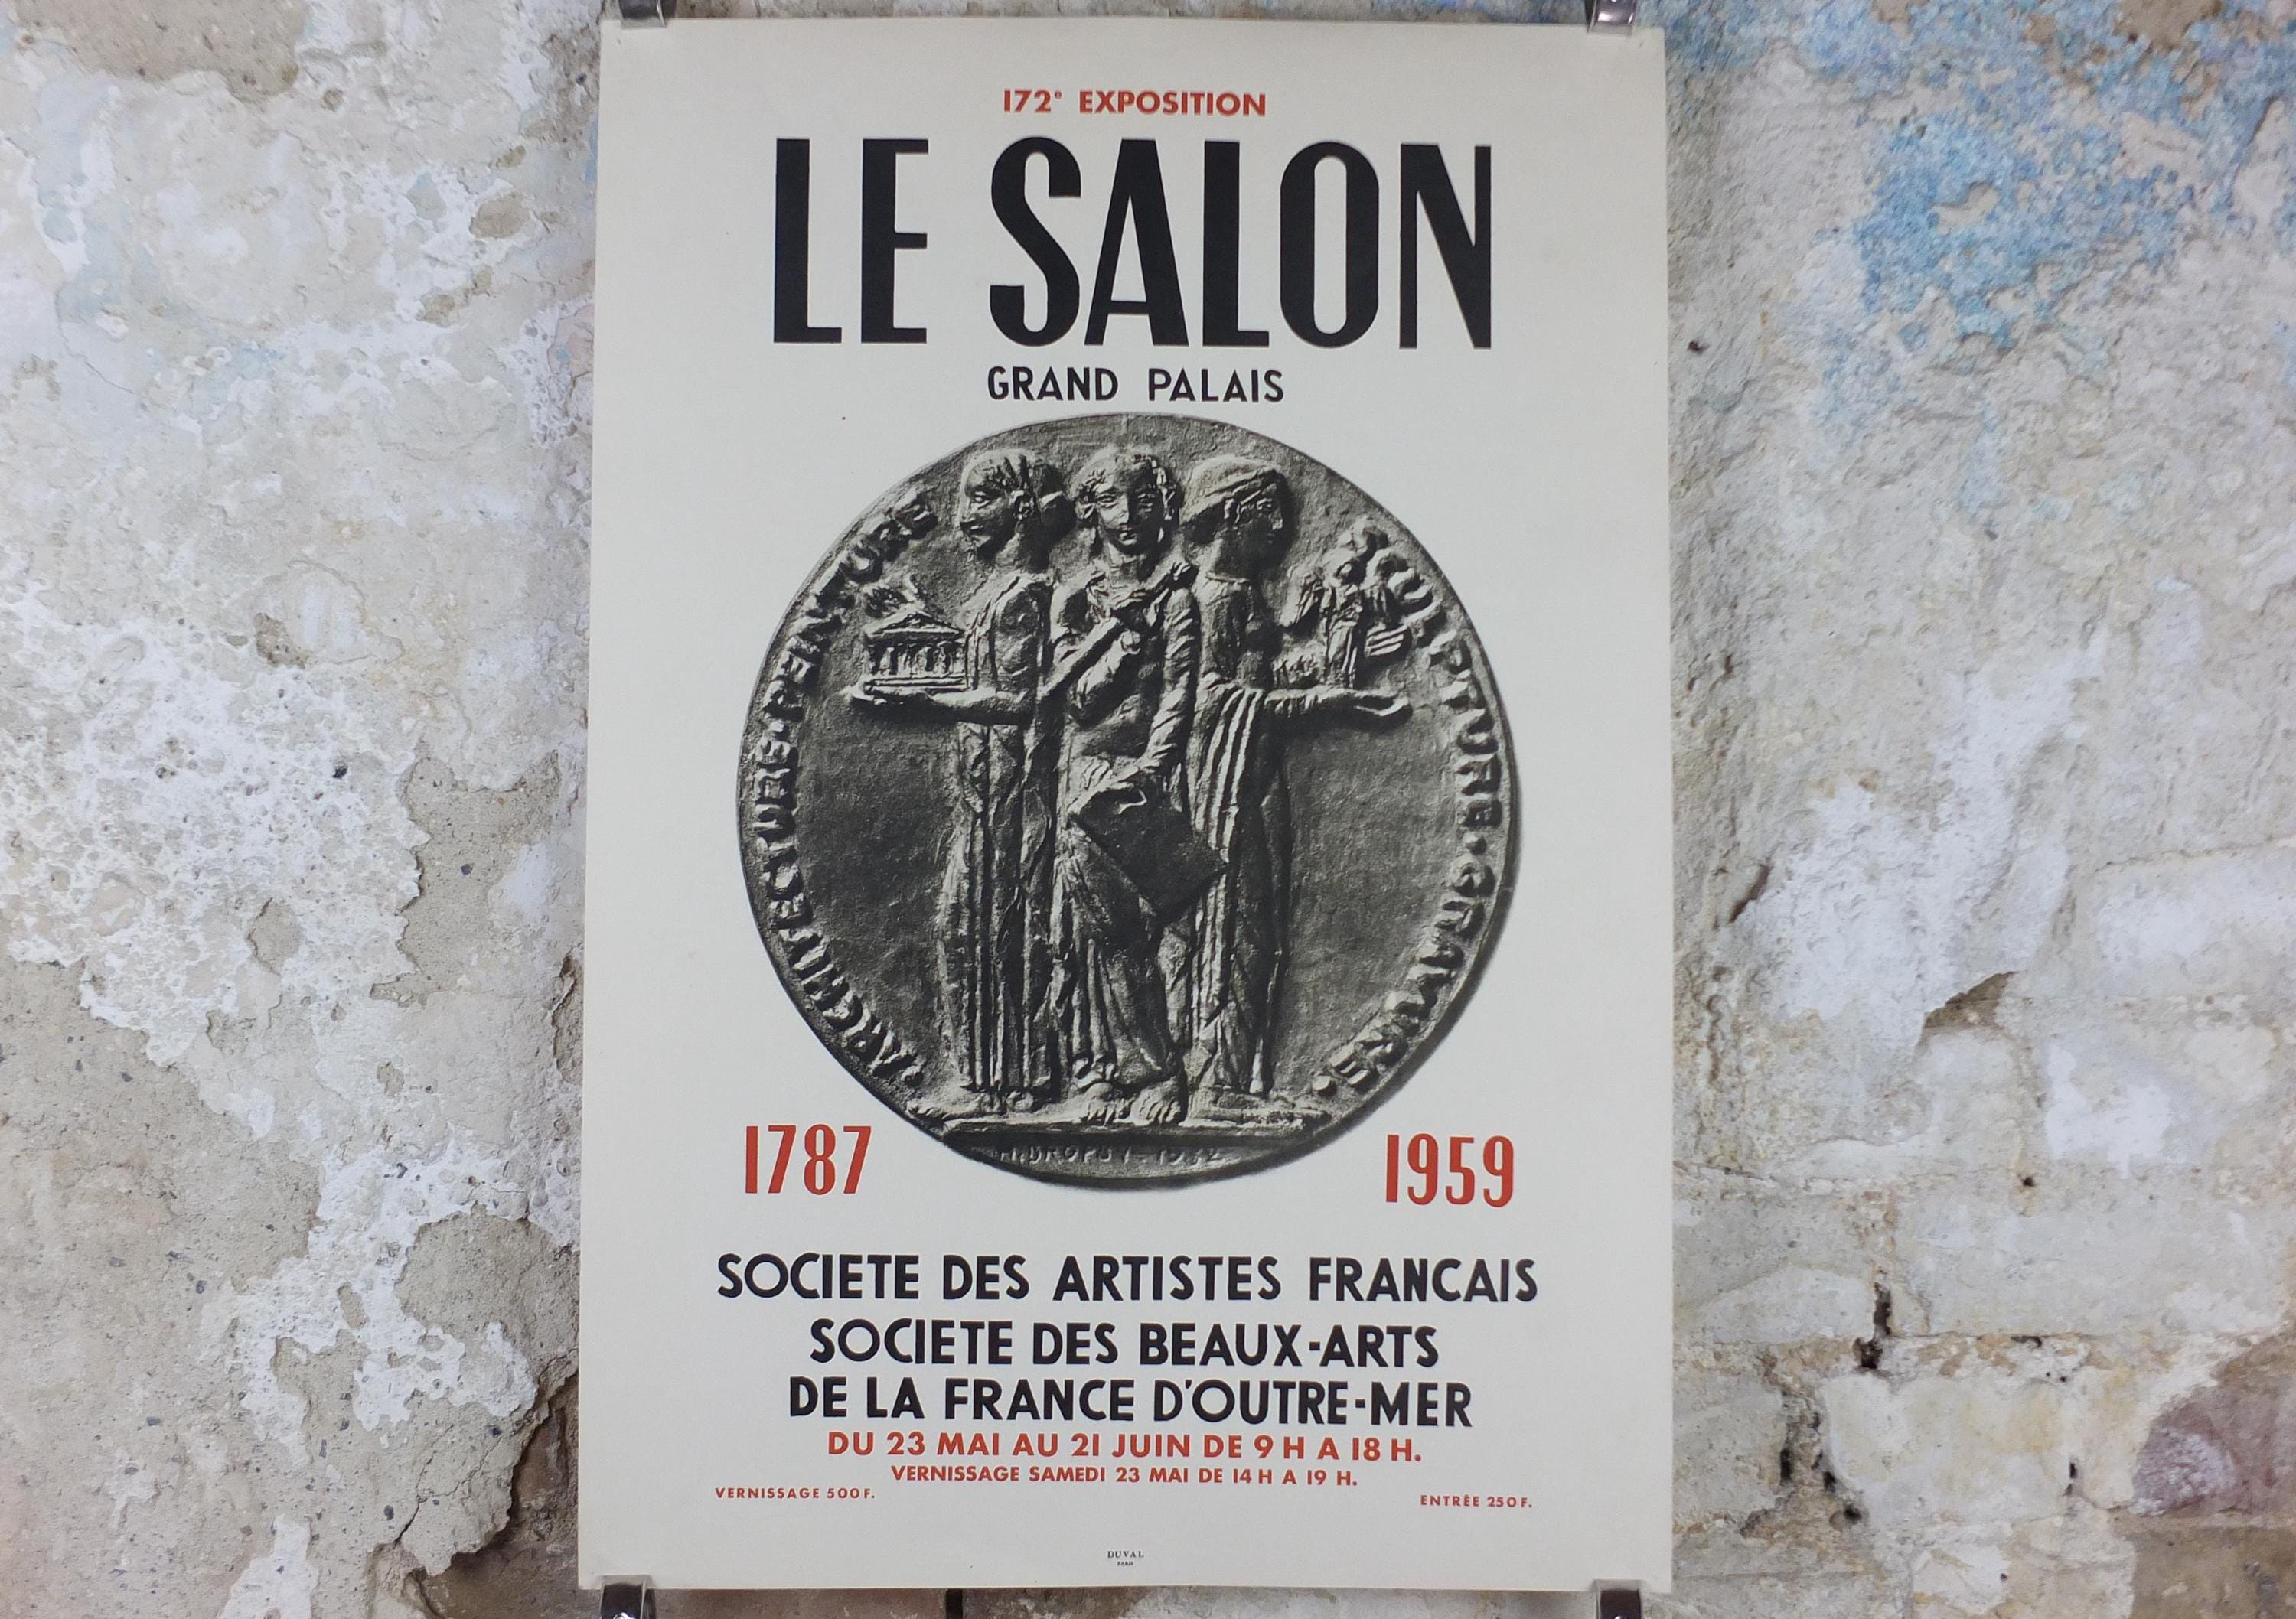 172e EXPOSITION
LE SALON
GRAND PALAIS
·ARCHITECTURE·PEINTURE
SCULPTURE·GRAVURE·
H.DROPSY
1787
1959
SOCIETE DES ARTISTES FRANCAIS
SOCIETE DES BEAUX-ARTS
DE LA FRANCE D'OUTRE-MER
DU 23 MAI AU 21 JUIN DE 9 H A 18 H.
VERNISSAGE SAMEDI 23 MAI DE 14 H A 19 H.
VERNISSAGE 500 F.
ENTRÉE 250 F.
DUVAL
PARIS